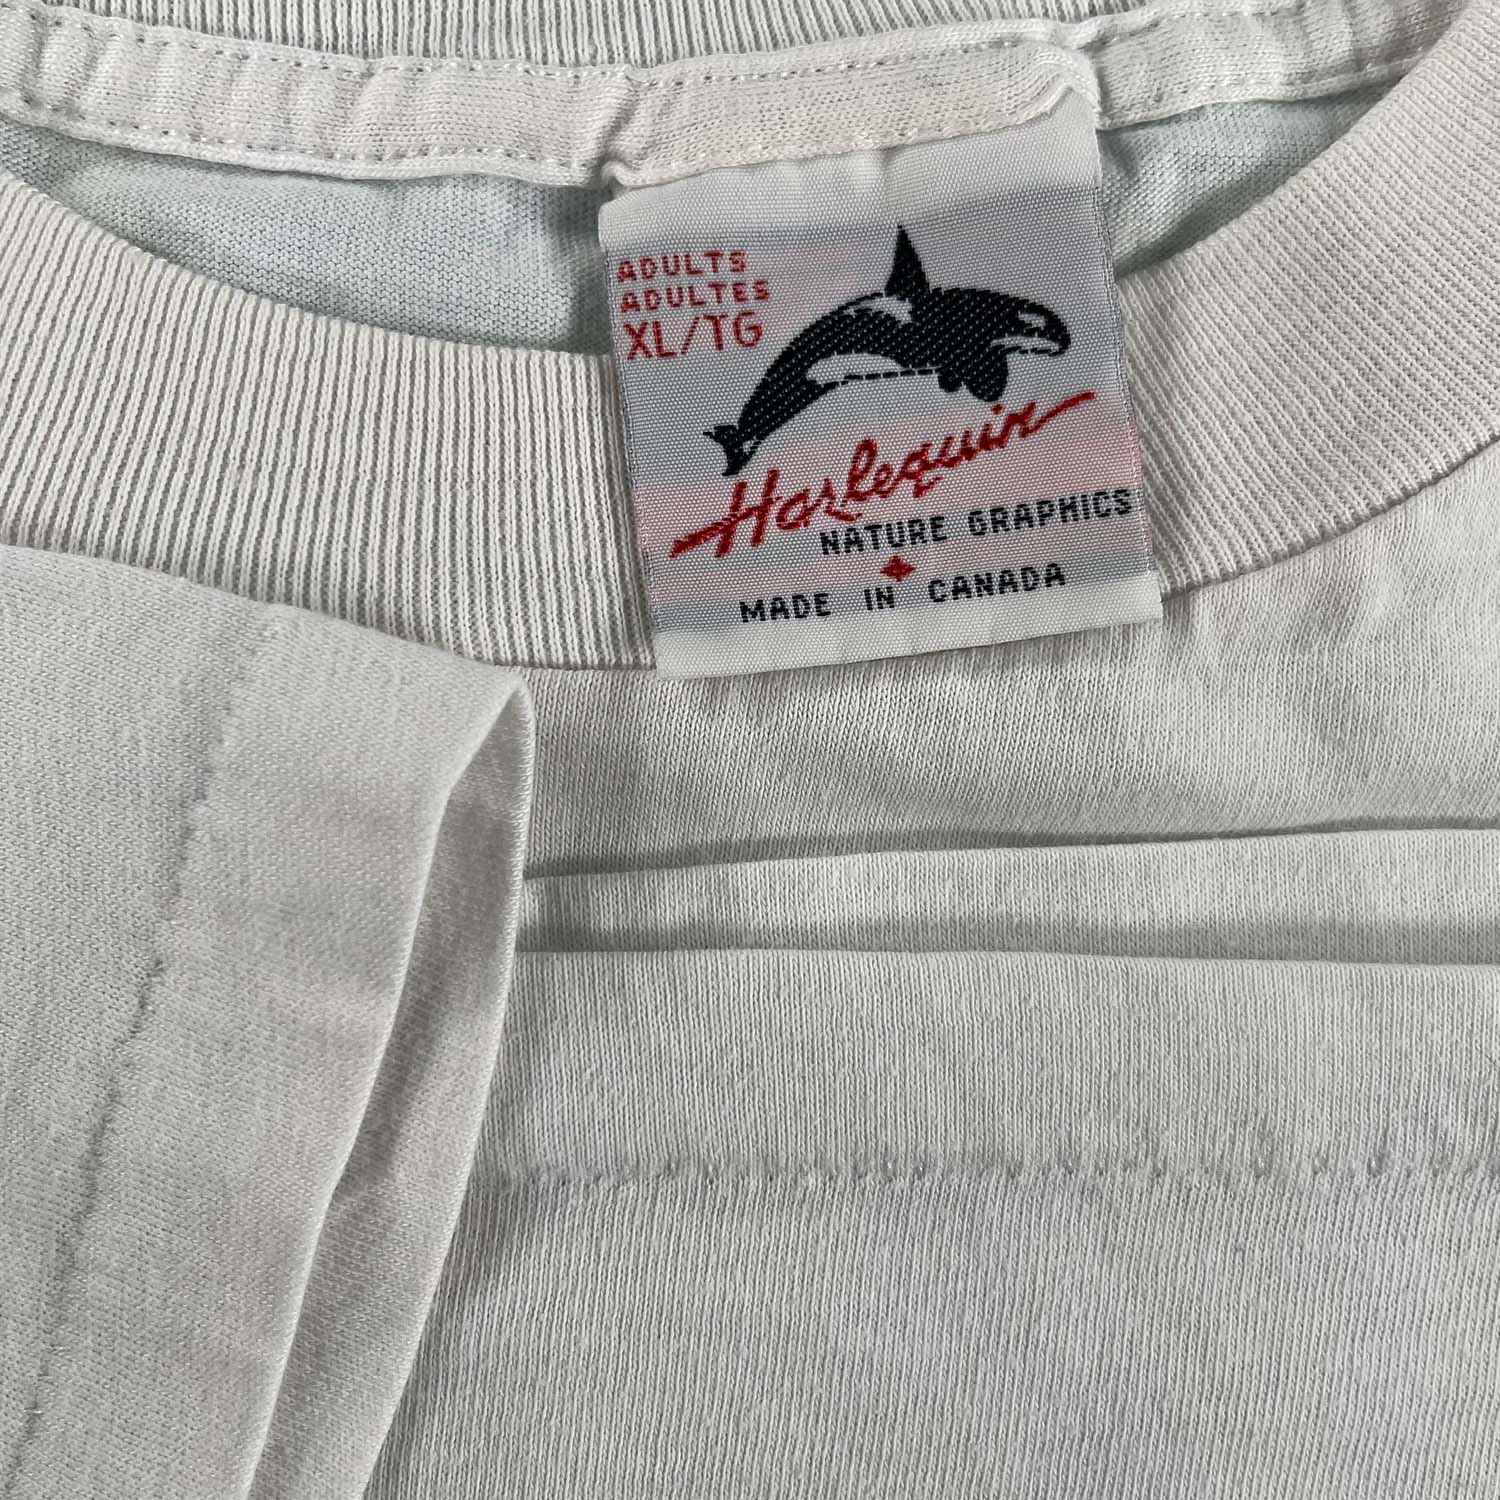 ADULTS
ADULTES
XL/TG
Harlequin
NATURE GRAPHICS
MADE IN CANADA